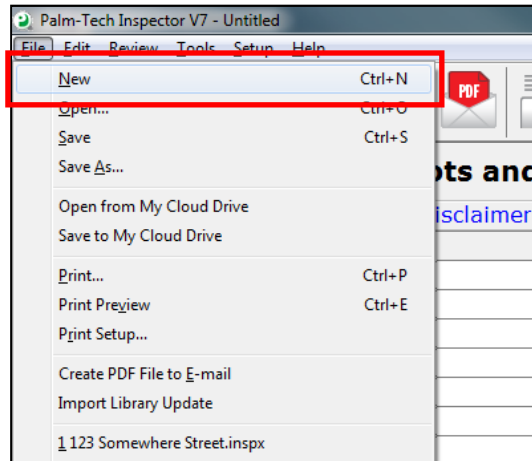 Palm-Tech Inspector V7 - Untitled
File Edit Review Tools Setup Help
New Ctrl+N
PDF
Open... Ctrl+O
Save Ctrl+S
Save As...
ots and
Open from My Cloud Drive
isclaimer
Save to My Cloud Drive
Print... Ctrl+P
Print Preview Ctrl+E
Print Setup...
Create PDF File to E-mail
Import Library Update
1 123 Somewhere Street.inspx